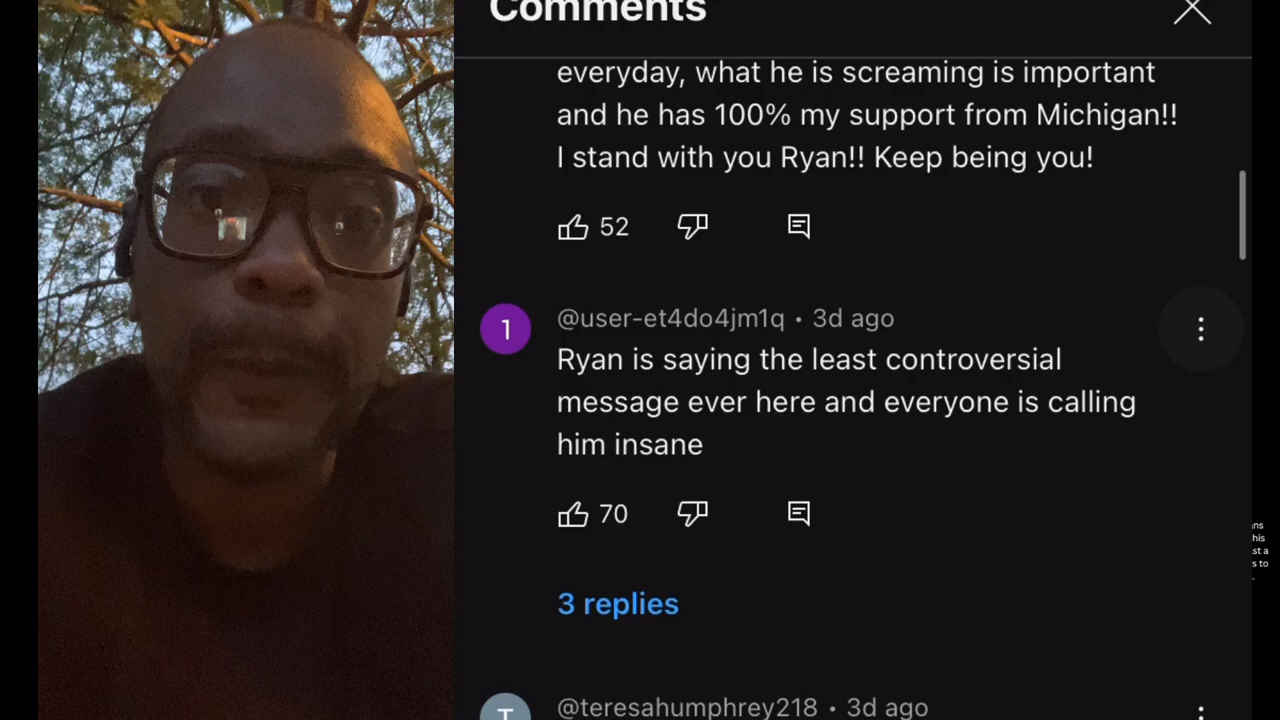 Comments
everyday, what he is screaming is important
and he has 100% my support from Michigan!!
I stand with you Ryan!! Keep being you!
52
1
@user-et4do4jm1q • 3d ago
Ryan is saying the least controversial
message ever here and everyone is calling
him insane
70
3 replies
T
@teresahumphrey218 • 3d ago